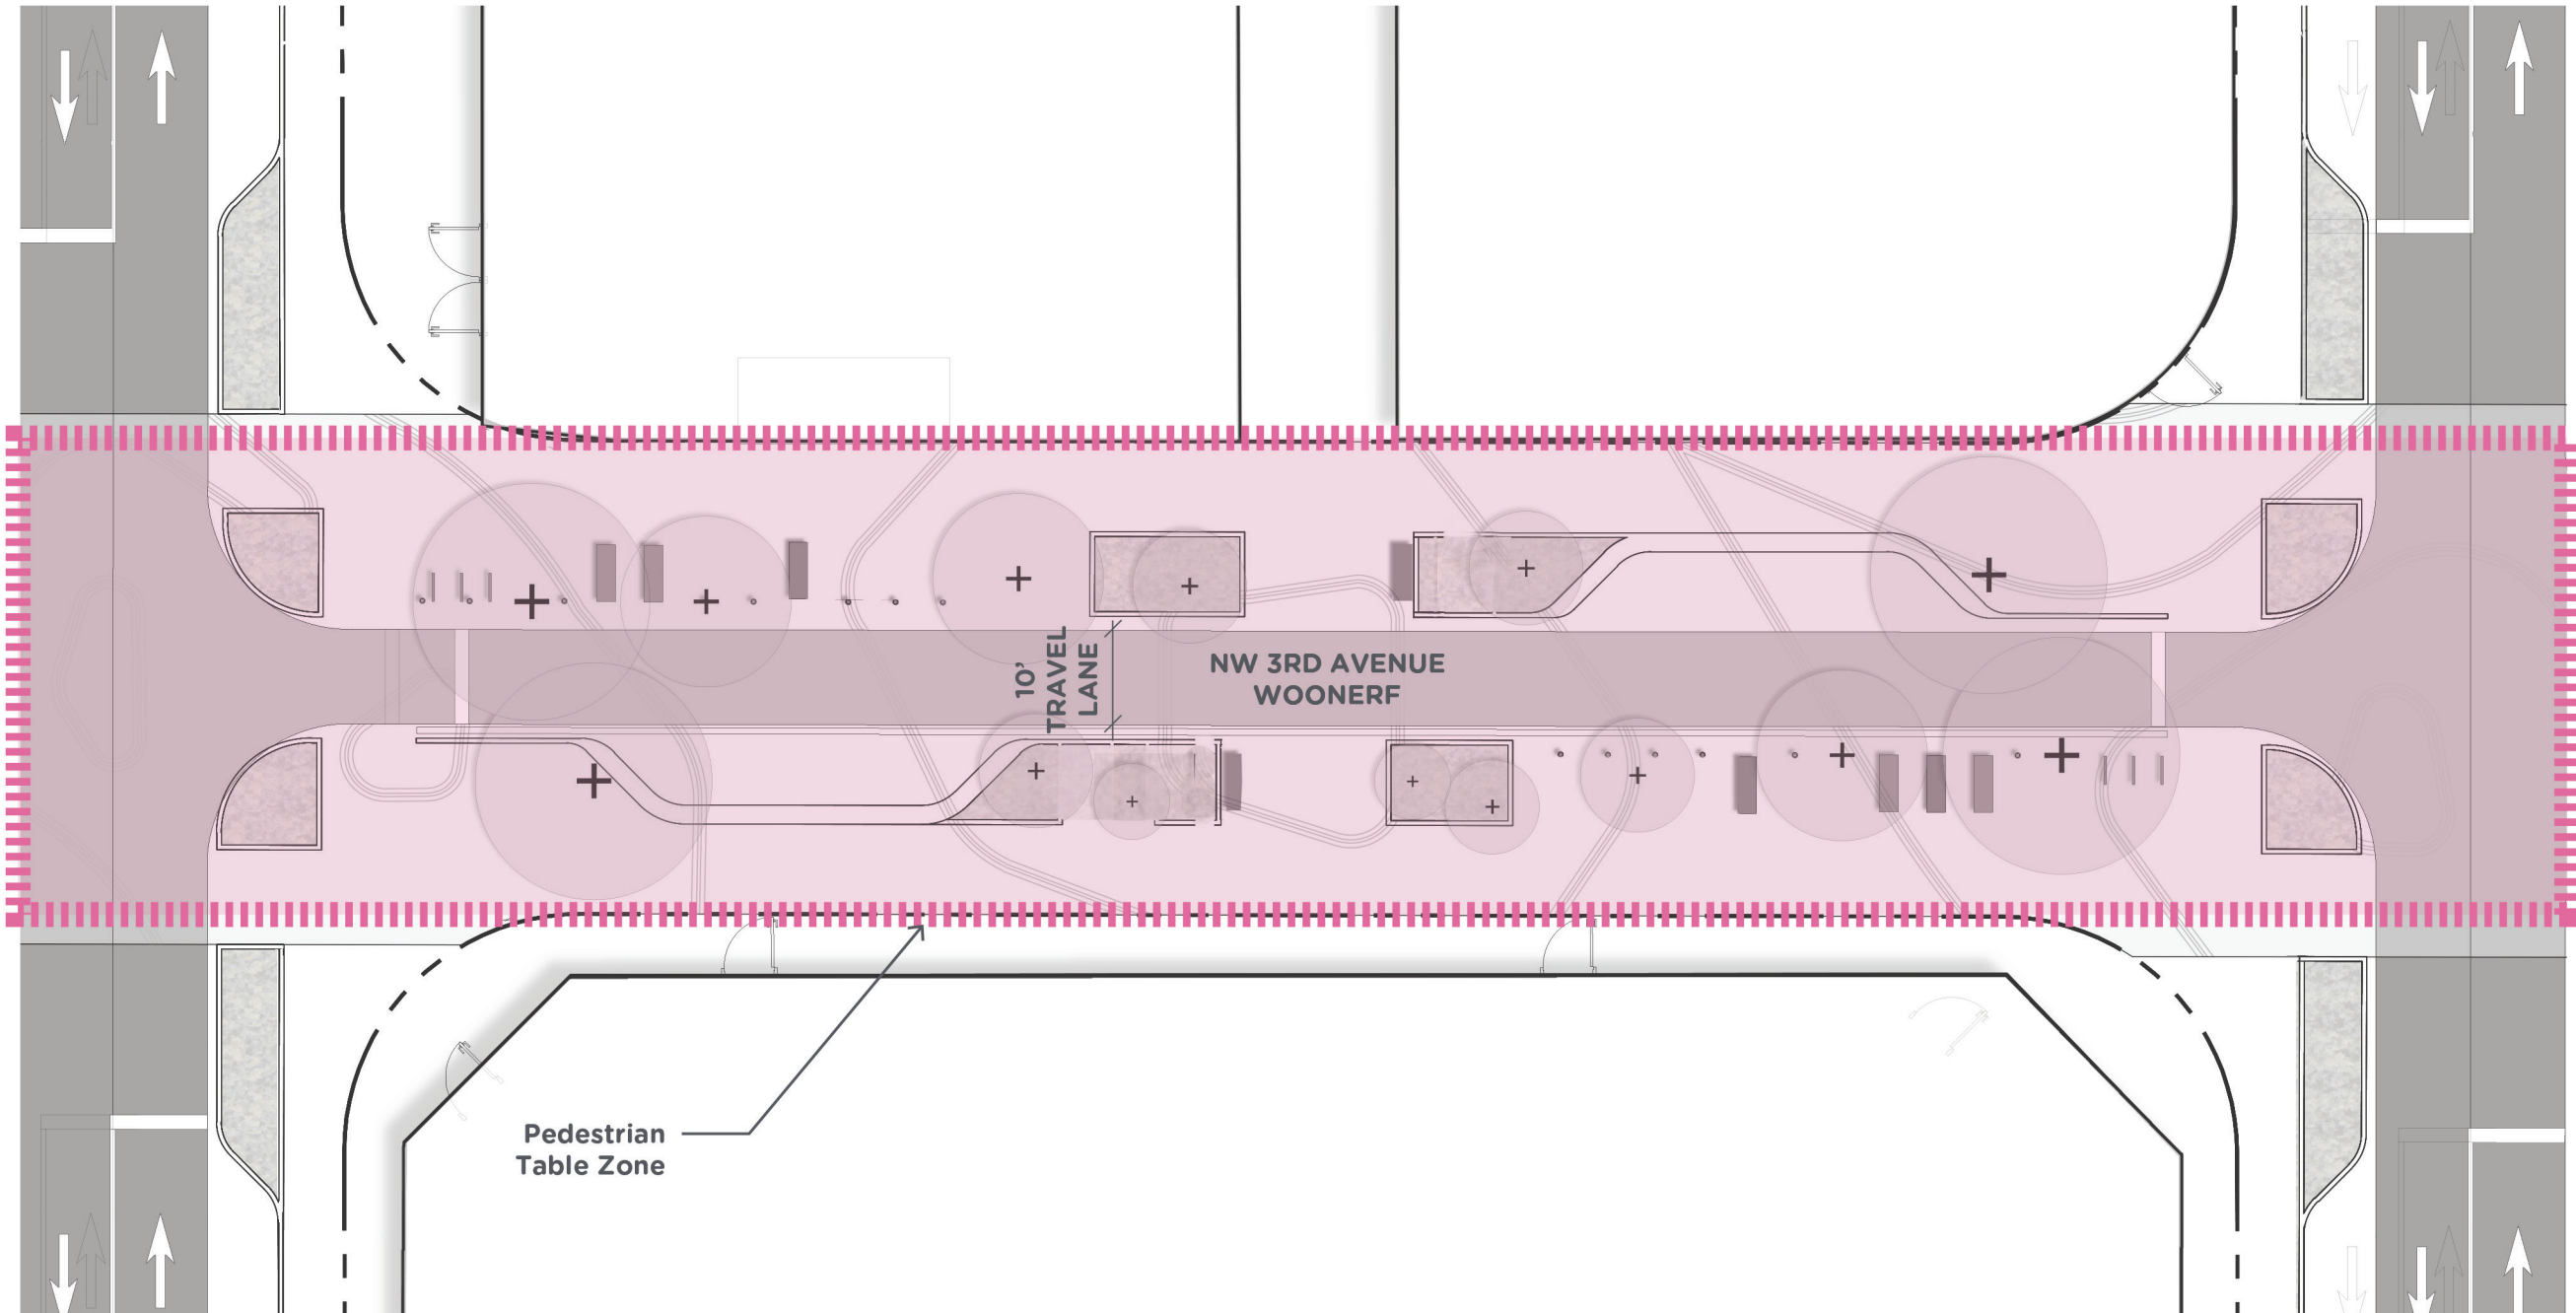 10'
TRAVEL
LANE
NW 3RD AVENUE
WOONERF
Pedestrian
Table Zone